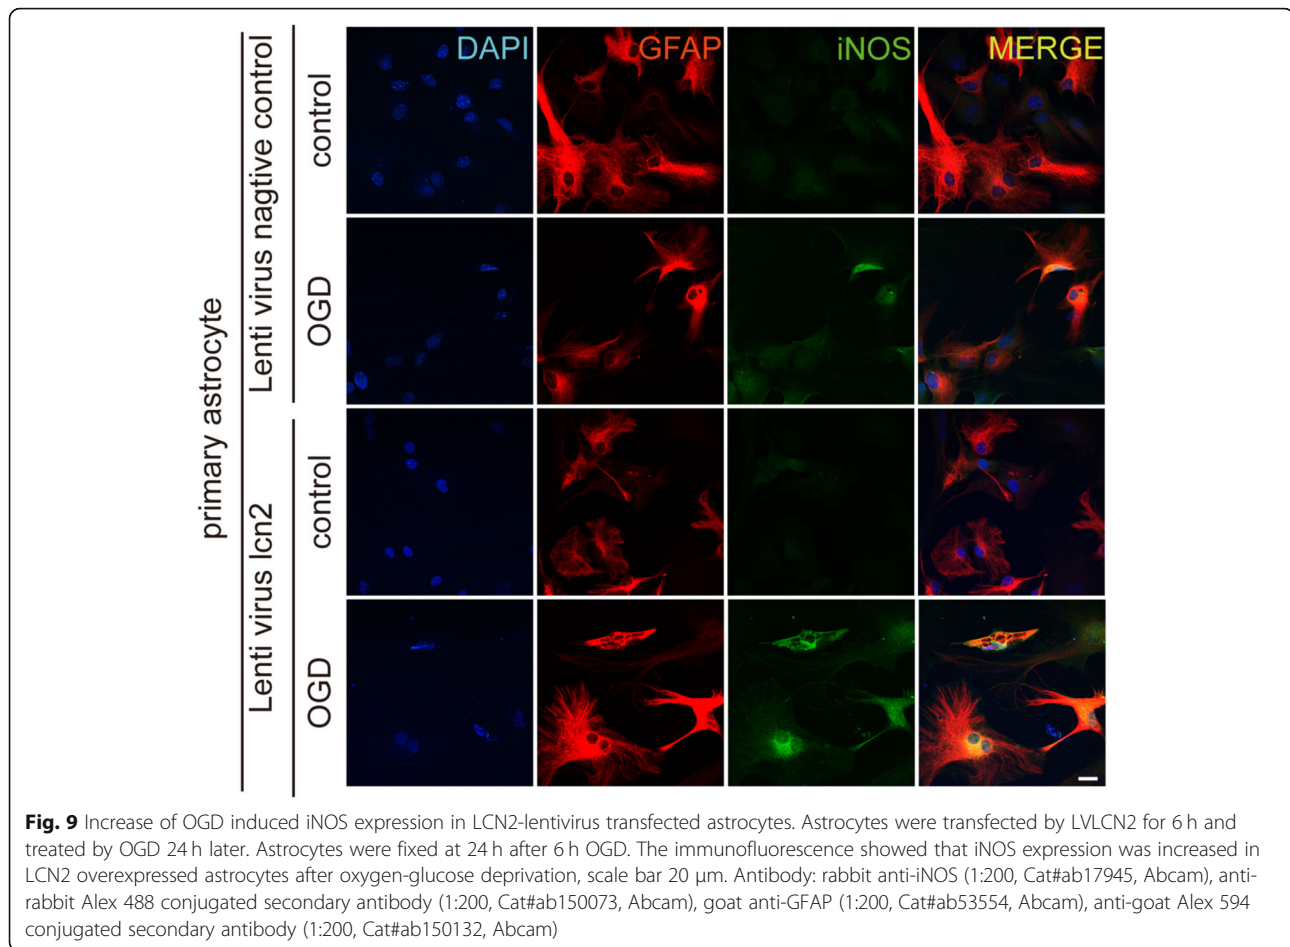 DAPI
GFAP
iNOS
MERGE
primary astrocyte
Lenti virus nagtive control
control
OGD
Lenti virus lcn2
control
OGD
Fig. 9 Increase of OGD induced iNOS expression in LCN2-lentivirus transfected astrocytes. Astrocytes were transfected by LVLCN2 for 6 h and
treated by OGD 24 h later. Astrocytes were fixed at 24 h after 6 h OGD. The immunofluorescence showed that iNOS expression was increased in
LCN2 overexpressed astrocytes after oxygen-glucose deprivation, scale bar 20 μm. Antibody: rabbit anti-iNOS (1:200, Cat#ab17945, Abcam), anti-
rabbit Alex 488 conjugated secondary antibody (1:200, Cat#ab150073, Abcam), goat anti-GFAP (1:200, Cat#ab53554, Abcam), anti-goat Alex 594
conjugated secondary antibody (1:200, Cat#ab150132, Abcam)